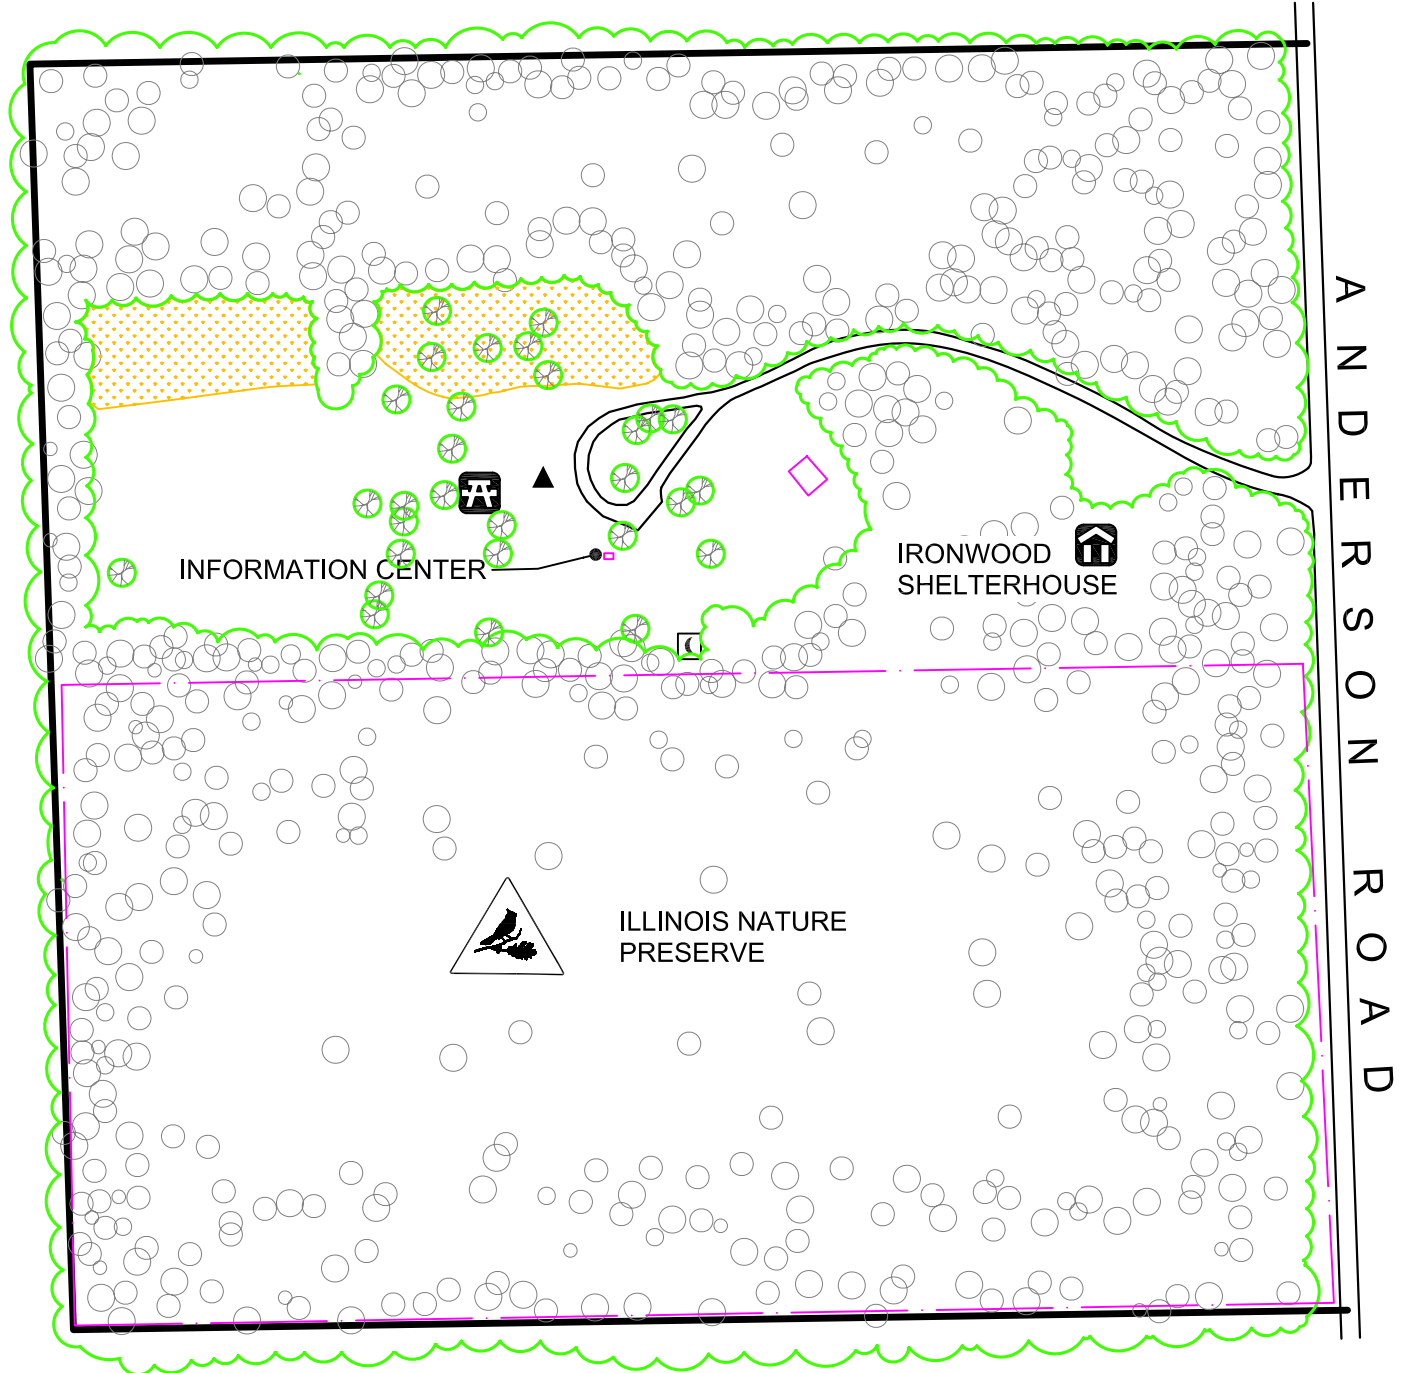 INFORMATION CENTER
IRONWOOD
SHELTERHOUSE
ANDERSON ROAD
ILLINOIS NATURE
PRESERVE